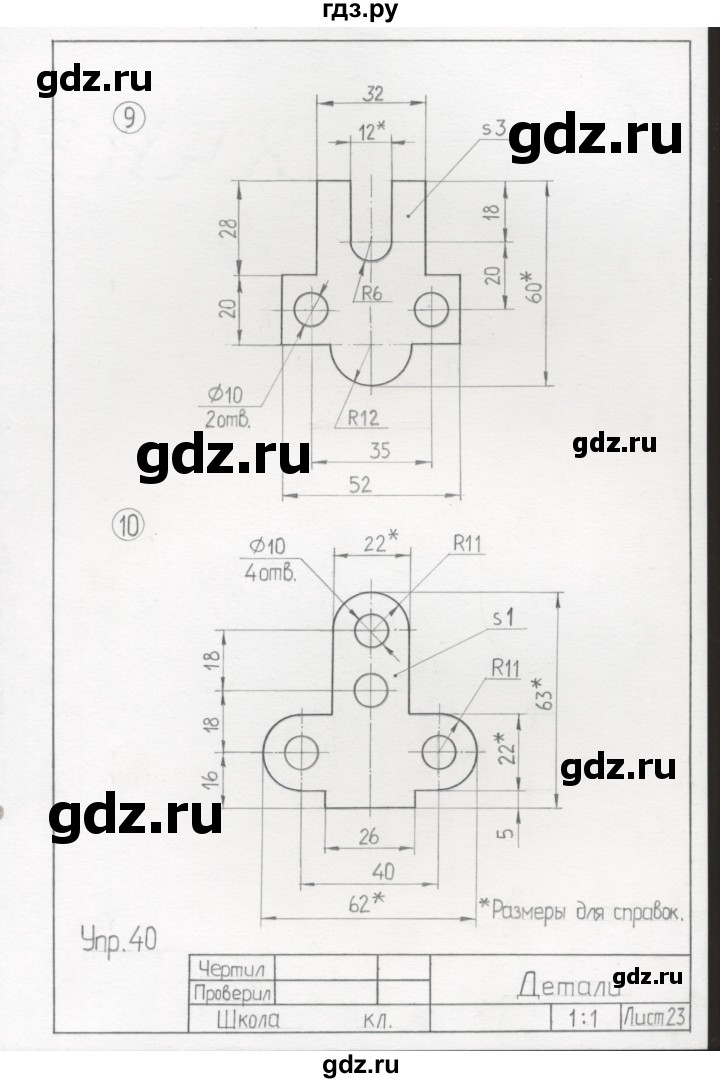 гдз.ру
gdz.ru
9
32
12*
s3
gdz.ru
28
18
20
20
60*
R6
Ø10
2отв.
R12
gdz.ru
gdz.ru
35
52
10
Ø10
4отв.
22*
R11
s1
18
R11
63*
18
22*
16
gdz.ru
gdz.ru
26
5
40
62*
*Размеры для справок.
Упр.40
Чертил
Проверил
Детали
gdz.ru
Школа кл.
1:1
Лист23
gdz.ru